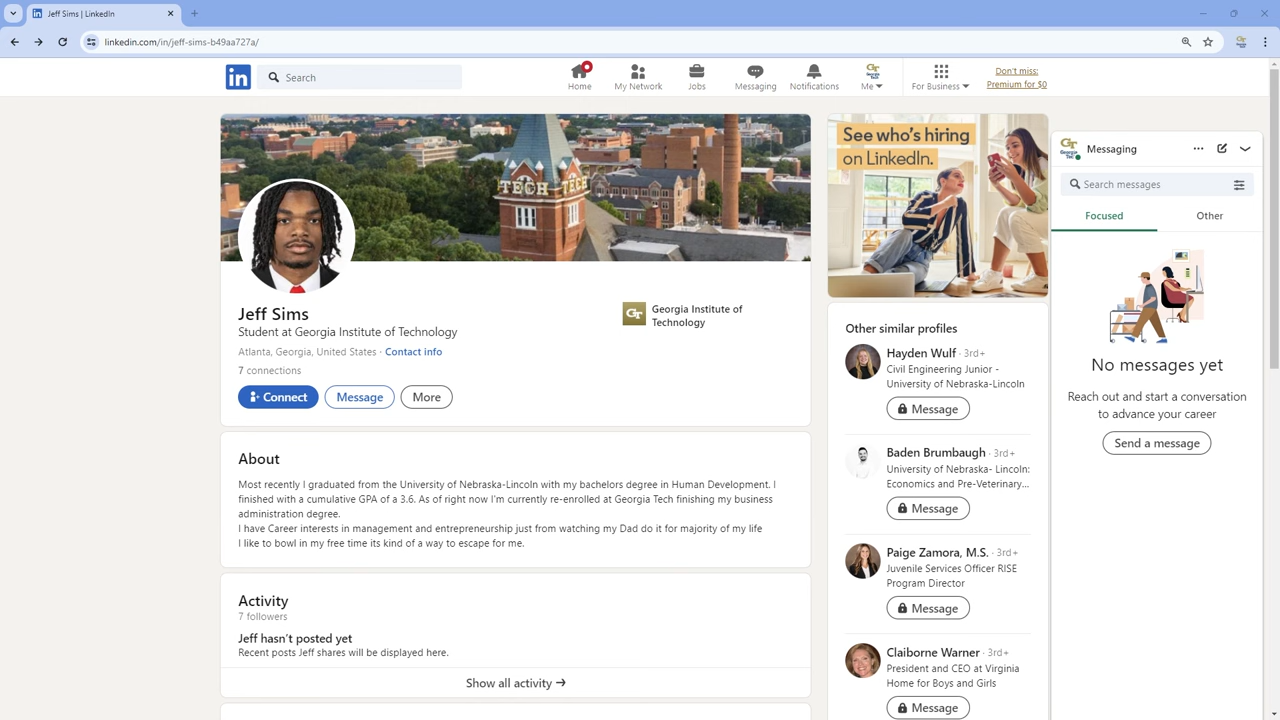 Jeff Sims | LinkedIn
linkedin.com/in/jeff-sims-b49aa727a/
in
Search
Home
My Network
Jobs
Messaging
Notifications
Me
For Business
Don't miss:
Premium for $0
TECH TECH
Jeff Sims
Student at Georgia Institute of Technology
Atlanta, Georgia, United States · Contact info
7 connections
Connect
Message
More
GT
Georgia Institute of
Technology
About
Most recently I graduated from the University of Nebraska-Lincoln with my bachelors degree in Human Development. I
finished with a cumulative GPA of a 3.6. As of right now I'm currently re-enrolled at Georgia Tech finishing my business
administration degree.
I have Career interests in management and entrepreneurship just from watching my Dad do it for majority of my life
I like to bowl in my free time its kind of a way to escape for me.
Activity
7 followers
Jeff hasn't posted yet
Recent posts Jeff shares will be displayed here.
Show all activity →
See who's hiring
on LinkedIn.
Other similar profiles
Hayden Wulf · 3rd+
Civil Engineering Junior -
University of Nebraska-Lincoln
Message
Baden Brumbaugh · 3rd+
University of Nebraska- Lincoln:
Economics and Pre-Veterinary...
Message
Paige Zamora, M.S. · 3rd+
Juvenile Services Officer RISE
Program Director
Message
Claiborne Warner · 3rd+
President and CEO at Virginia
Home for Boys and Girls
Message
GT
Georgia
Tech
Messaging
Search messages
Focused
Other
No messages yet
Reach out and start a conversation
to advance your career
Send a message